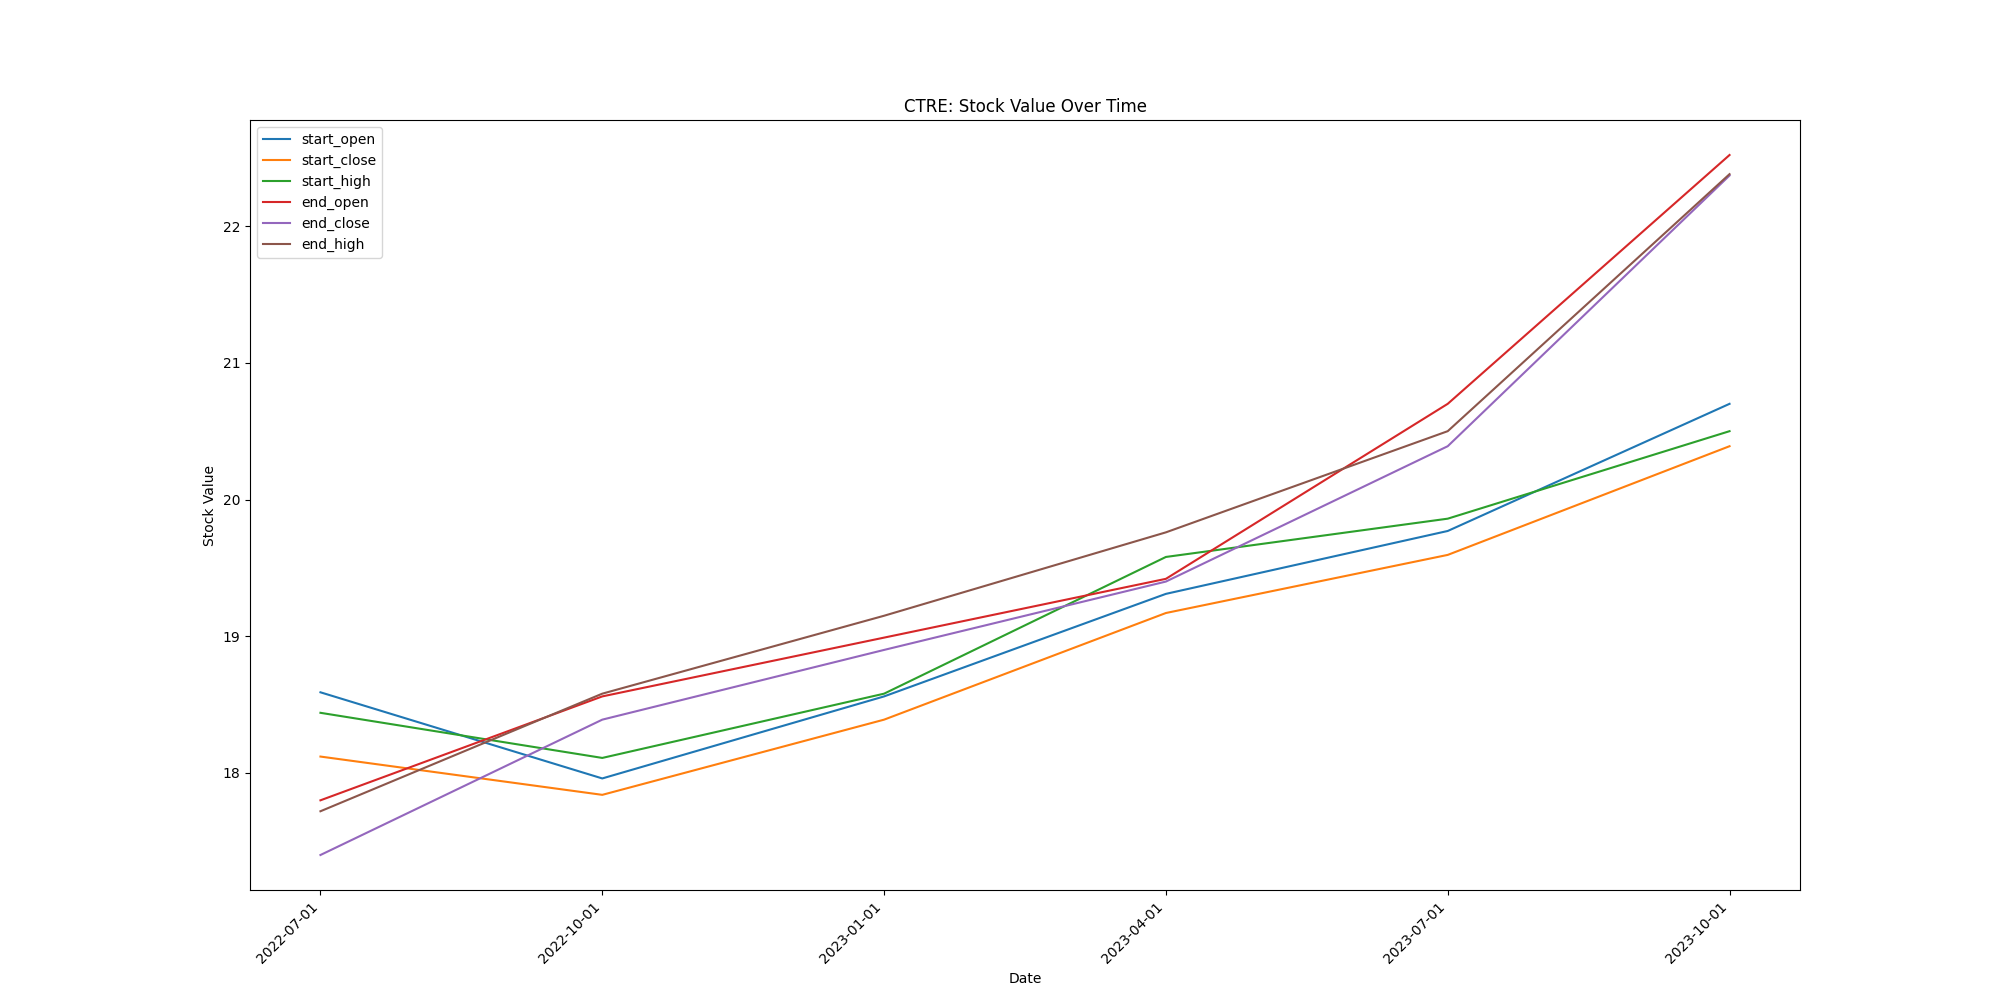 CTRE: Stock Value Over Time
start_open
start_close
start_high
end_open
end_close
end_high
Stock Value
22
21
20
19
18
2022-07-01
2022-10-01
2023-01-01
2023-04-01
2023-07-01
2023-10-01
Date